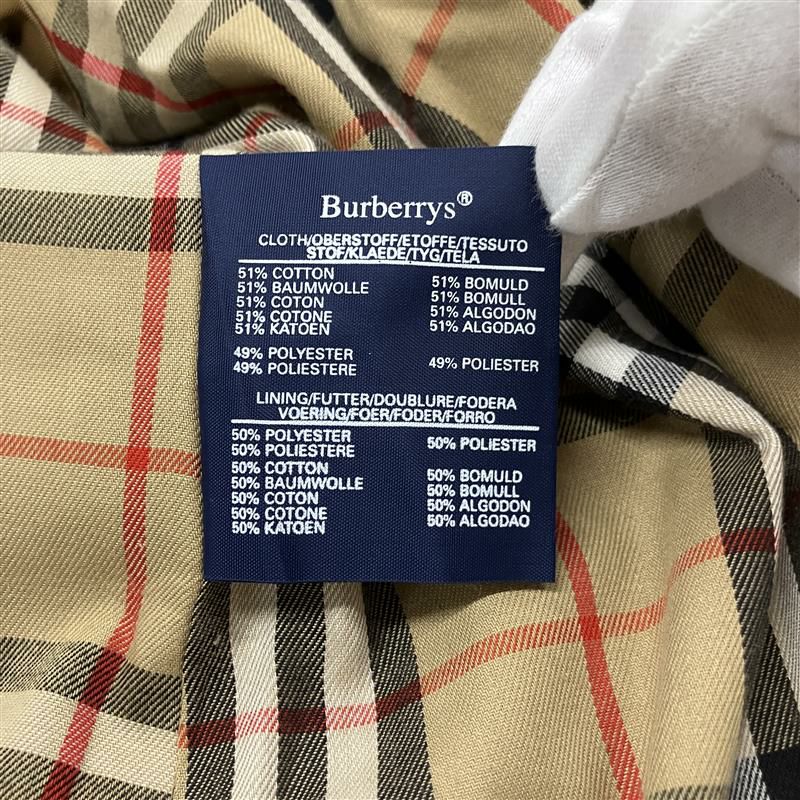 Burberrys®
CLOTH/OBERSTOFF/ETOFFE/TESSUTO
STOF/KLAEDE/TYG/TELA
51% COTTON
51% BAUMWOLLE
51% COTON
51% COTONE
51% KATOEN
51% BOMULD
51% BOMULL
51% ALGODON
51% ALGODAO
49% POLYESTER
49% POLIESTERE
49% POLIESTER
LINING/FUTTER/DOUBLURE/FODERA
VOERING/FOER/FODER/FORRO
50% POLYESTER
50% POLIESTERE
50% COTTON
50% BAUMWOLLE
50% COTON
50% COTONE
50% KATOEN
50% POLIESTER
50% BOMULD
50% BOMULL
50% ALGODON
50% ALGODAO